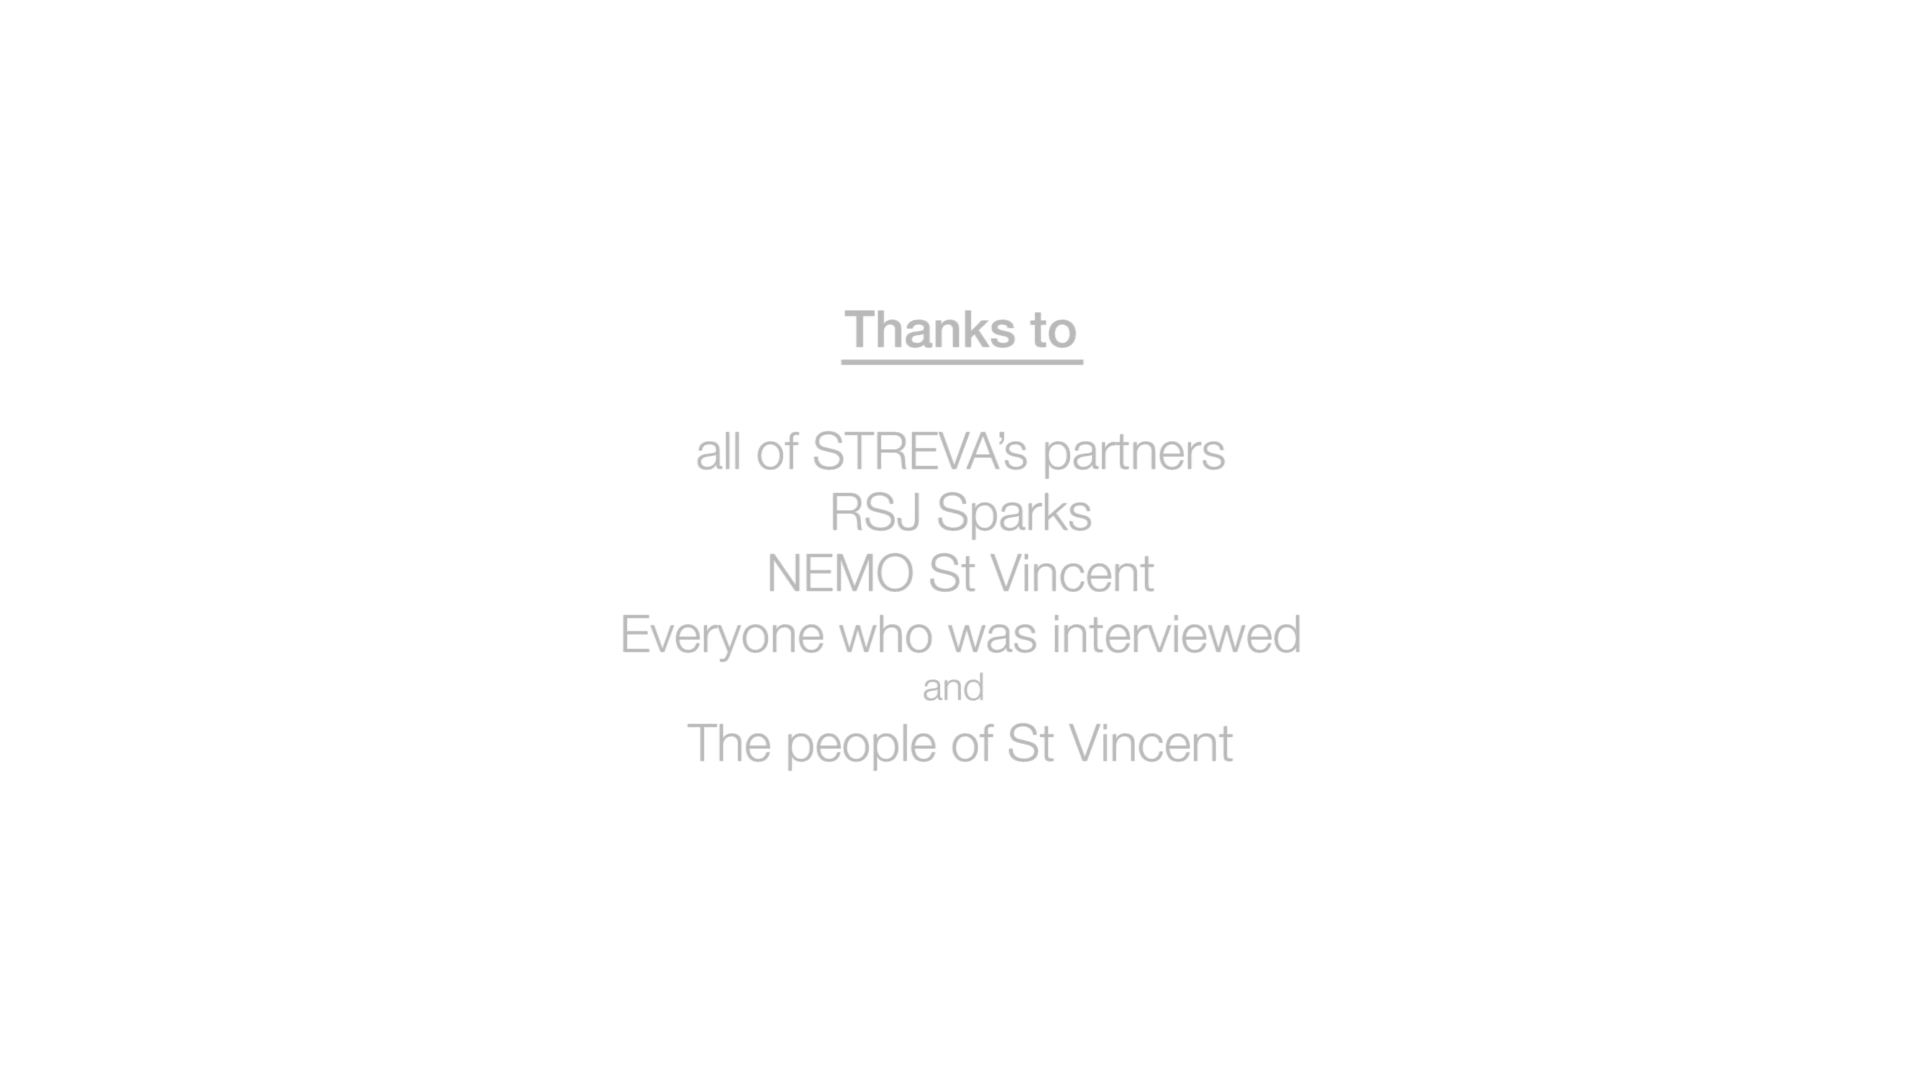 Thanks to
all of STREVA’s partners
RSJ Sparks
NEMO St Vincent
Everyone who was interviewed
and
The people of St Vincent